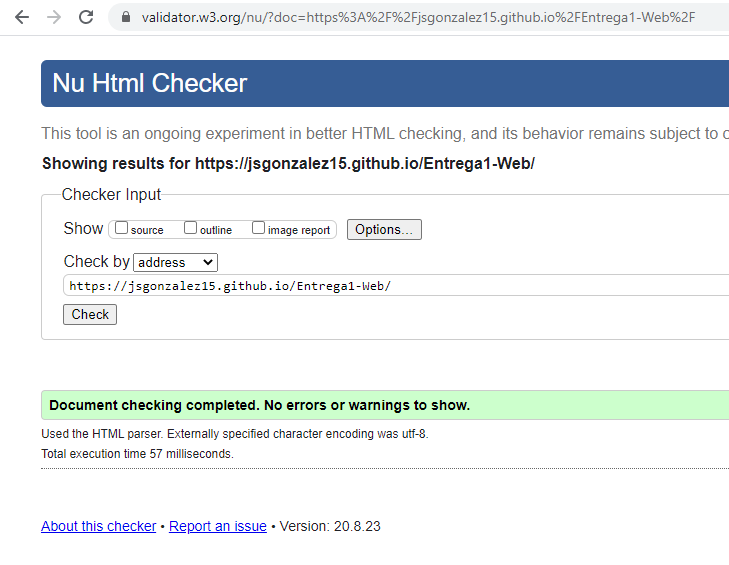 validator.w3.org/nu/?doc=https%3A%2F%2Fjsgonzalez15.github.io%2FEntrega1-Web%2F
Nu Html Checker
This tool is an ongoing experiment in better HTML checking, and its behavior remains subject to
Showing results for https://jsgonzalez15.github.io/Entrega1-Web/
Checker Input
Show source outline image report Options...
Check by address
https://jsgonzalez15.github.io/Entrega1-Web/
Check
Document checking completed. No errors or warnings to show.
Used the HTML parser. Externally specified character encoding was utf-8.
Total execution time 57 milliseconds.
About this checker • Report an issue • Version: 20.8.23